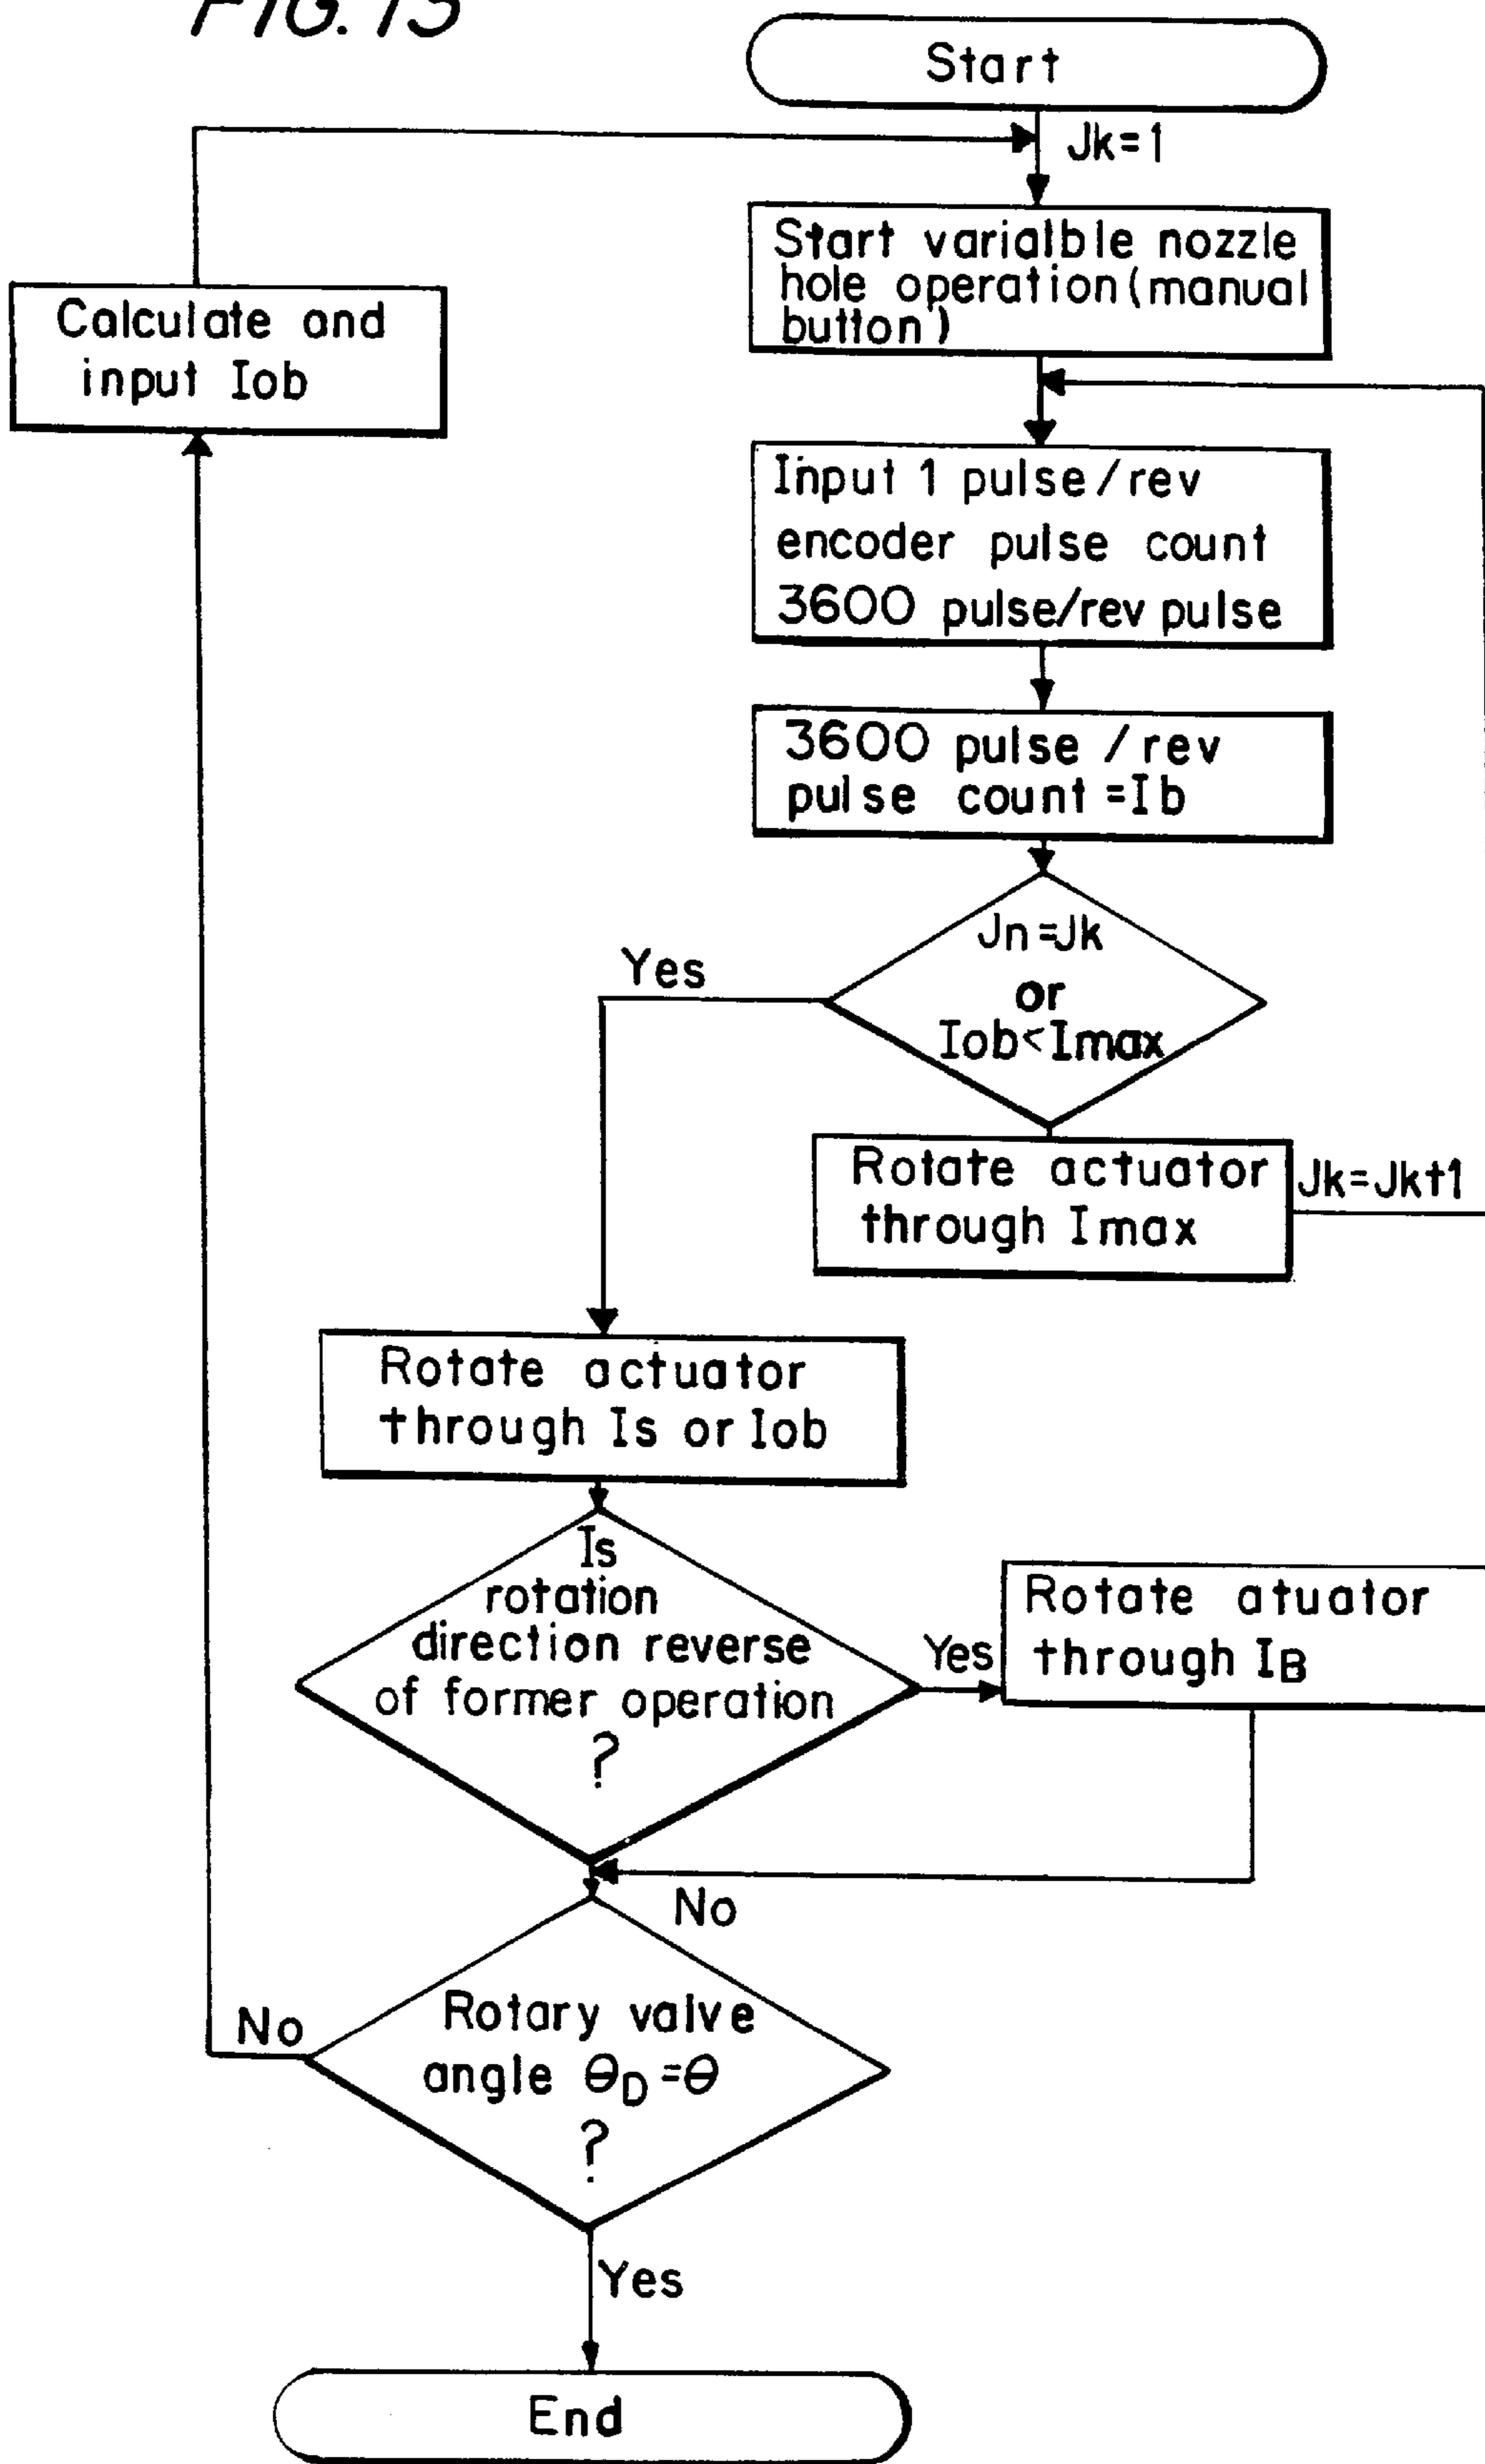 FIG. 13
Start
Jk=1
Start varialble nozzle
hole operation(manual
button)
Calculate and
input Iob
Input 1 pulse/rev
encoder pulse count
3600 pulse/rev pulse
3600 pulse/rev
pulse count=Ib
Jn=Jk
or
Iob<Imax
Yes
Rotate actuator
through Imax
Jk=Jk+1
Rotate actuator
through Is or Iob
Is
rotation
direction reverse
of former operation
?
Yes
Rotate atuator
through IB
No
Rotary valve
angle θD=θ
?
No
Yes
End